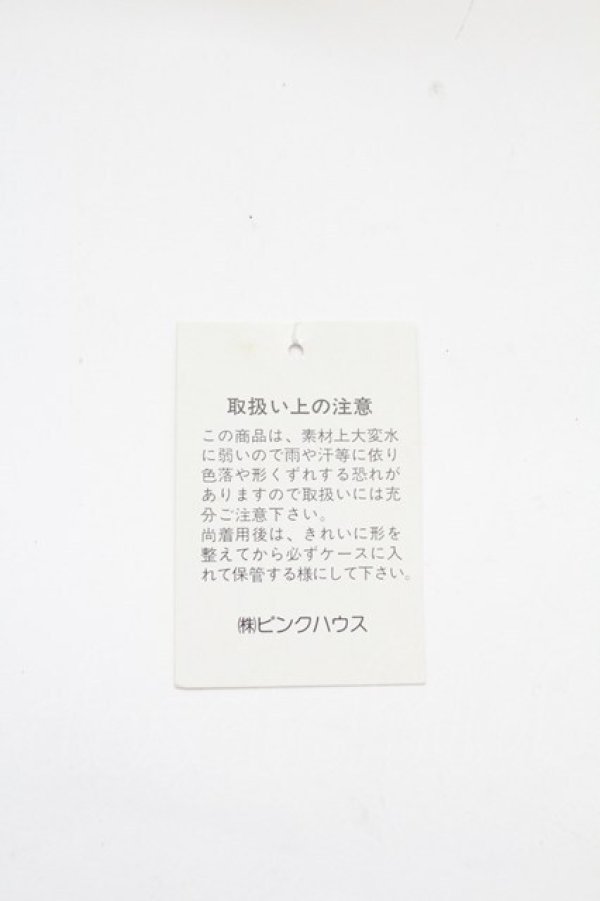 取扱い上の注意
この商品は、素材上大変水
に弱いので雨や汗等に依り
色落や形くずれする恐れが
ありますので取扱いには充
分ご注意下さい。
尚着用後は、きれいに形を
整えてから必ずケースに入
れて保管する様にして下さい。
㈱ピンクハウス